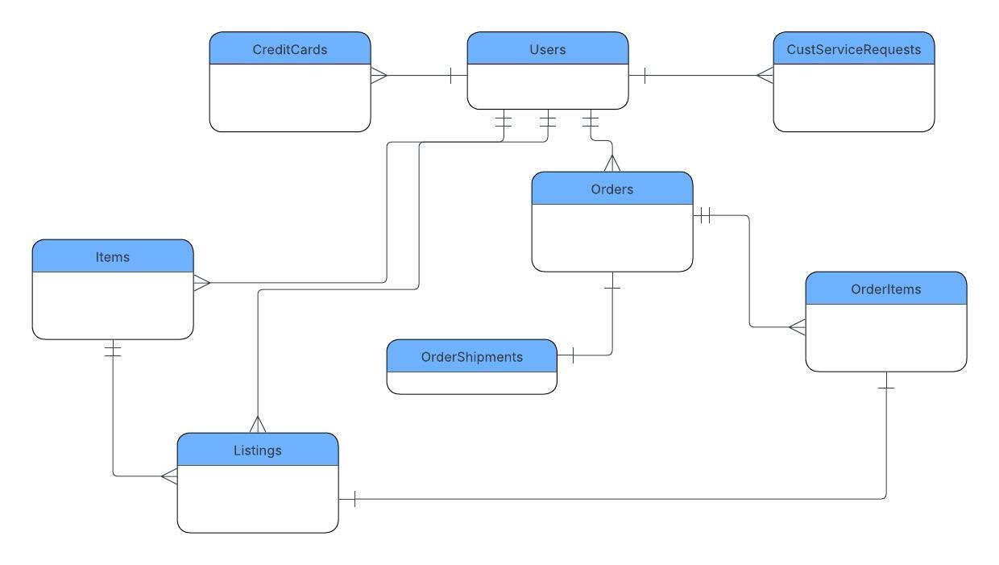 CreditCards
Users
CustServiceRequests
Orders
Items
OrderItems
OrderShipments
Listings